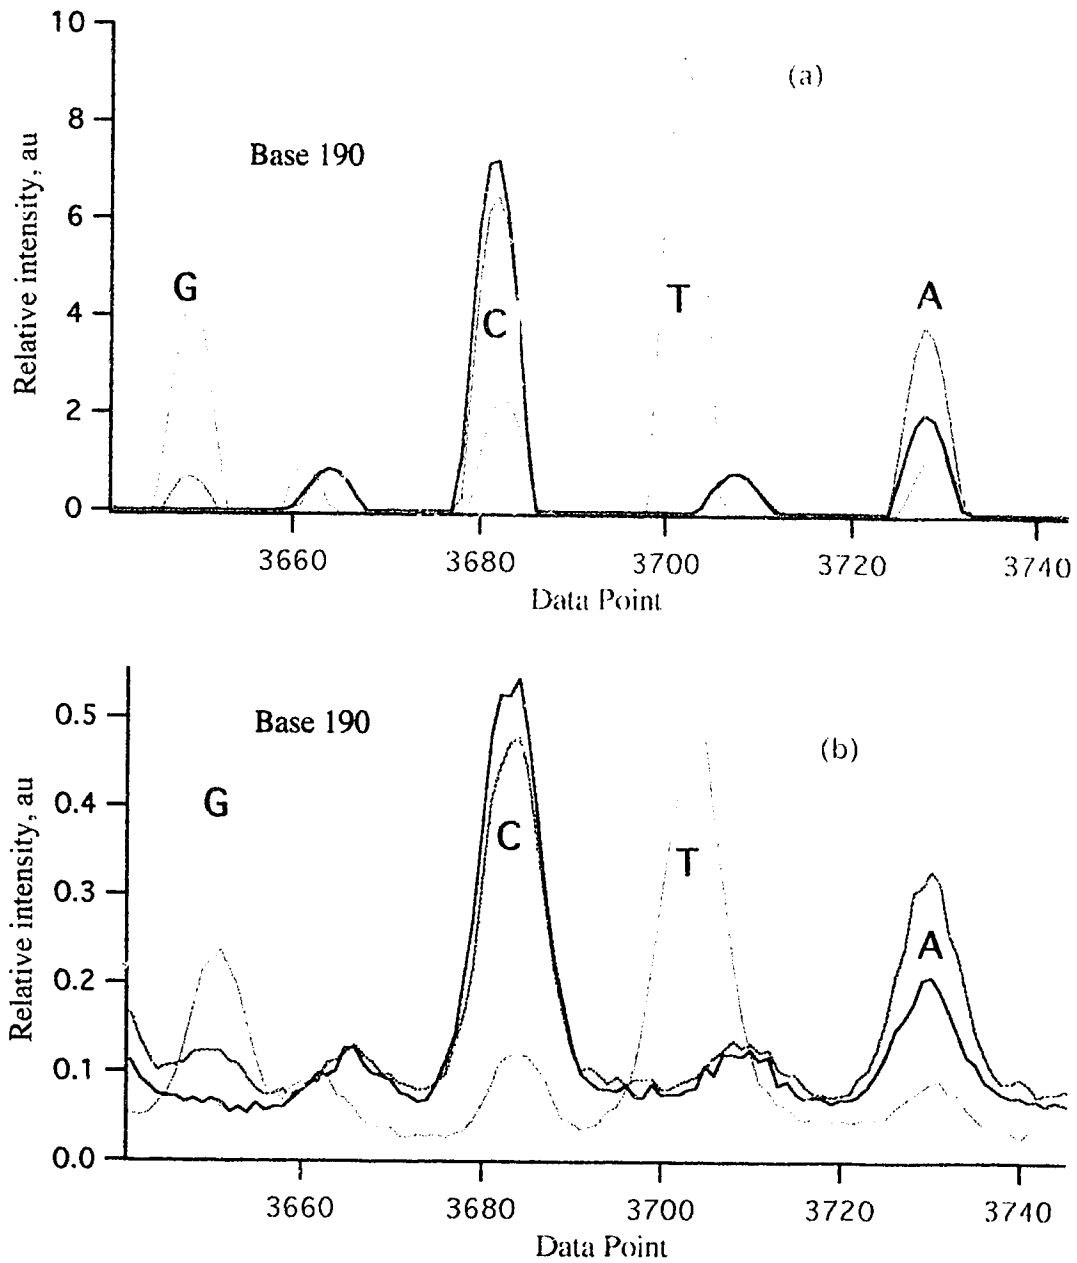 10
(a)
8
Base 190
6
Relative intensity, au
G
T
A
4
C
2
0
3660
3680
3700
3720
3740
Data Point
0.5
Base 190
(b)
0.4
G
C
T
0.3
Relative intensity, au
A
0.2
0.1
0.0
3660
3680
3700
3720
3740
Data Point